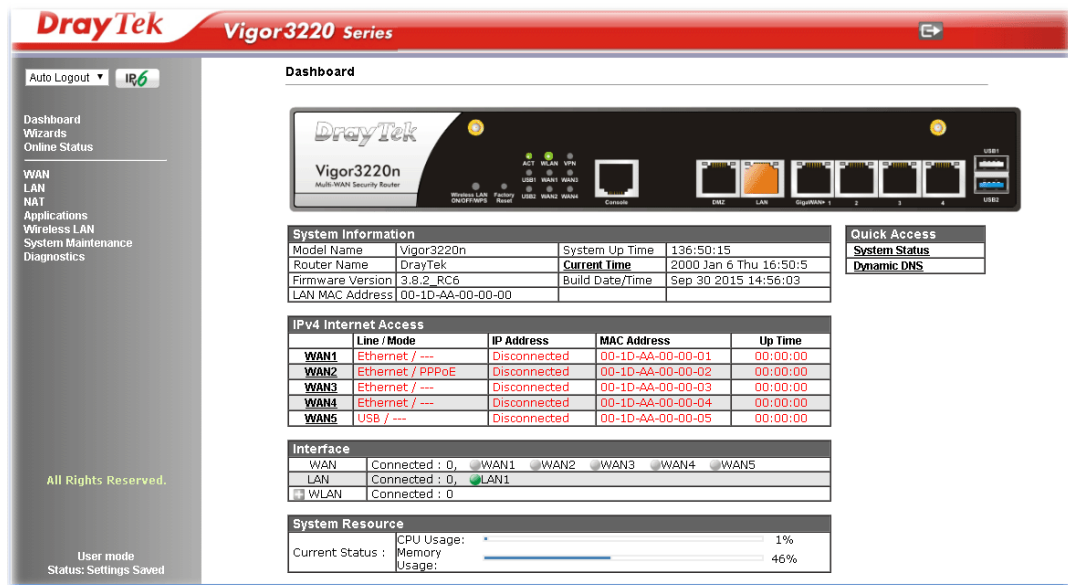 DrayTek Vigor3220 Series
Auto Logout IPv6
Dashboard
Wizards
Online Status
WAN
LAN
NAT
Applications
Wireless LAN
System Maintenance
Diagnostics
All Rights Reserved.
User mode
Status: Settings Saved
Dashboard
DrayTek
Vigor3220n
Multi-WAN Security Router
Wireless LAN ON/OFF/WPS
Factory Reset
ACT WLAN VPN
USB1 WAN1 WAN3
USB2 WAN2 WAN4
Console DMZ LAN GigaWAN 1 2 3 4
USB1
USB2
System Information
Model Name Vigor3220n System Up Time 136:50:15
Router Name DrayTek Current Time 2000 Jan 6 Thu 16:50:5
Firmware Version 3.8.2_RC6 Build Date/Time Sep 30 2015 14:56:03
LAN MAC Address 00-1D-AA-00-00-00
Quick Access
System Status
Dynamic DNS
IPv4 Internet Access
Line / Mode IP Address MAC Address Up Time
WAN1 Ethernet / --- Disconnected 00-1D-AA-00-00-01 00:00:00
WAN2 Ethernet / PPPoE Disconnected 00-1D-AA-00-00-02 00:00:00
WAN3 Ethernet / --- Disconnected 00-1D-AA-00-00-03 00:00:00
WAN4 Ethernet / --- Disconnected 00-1D-AA-00-00-04 00:00:00
WAN5 USB / --- Disconnected 00-1D-AA-00-00-05 00:00:00
Interface
WAN Connected : 0, WAN1 WAN2 WAN3 WAN4 WAN5
LAN Connected : 0, LAN1
WLAN Connected : 0
System Resource
Current Status :
CPU Usage: 1%
Memory Usage: 46%